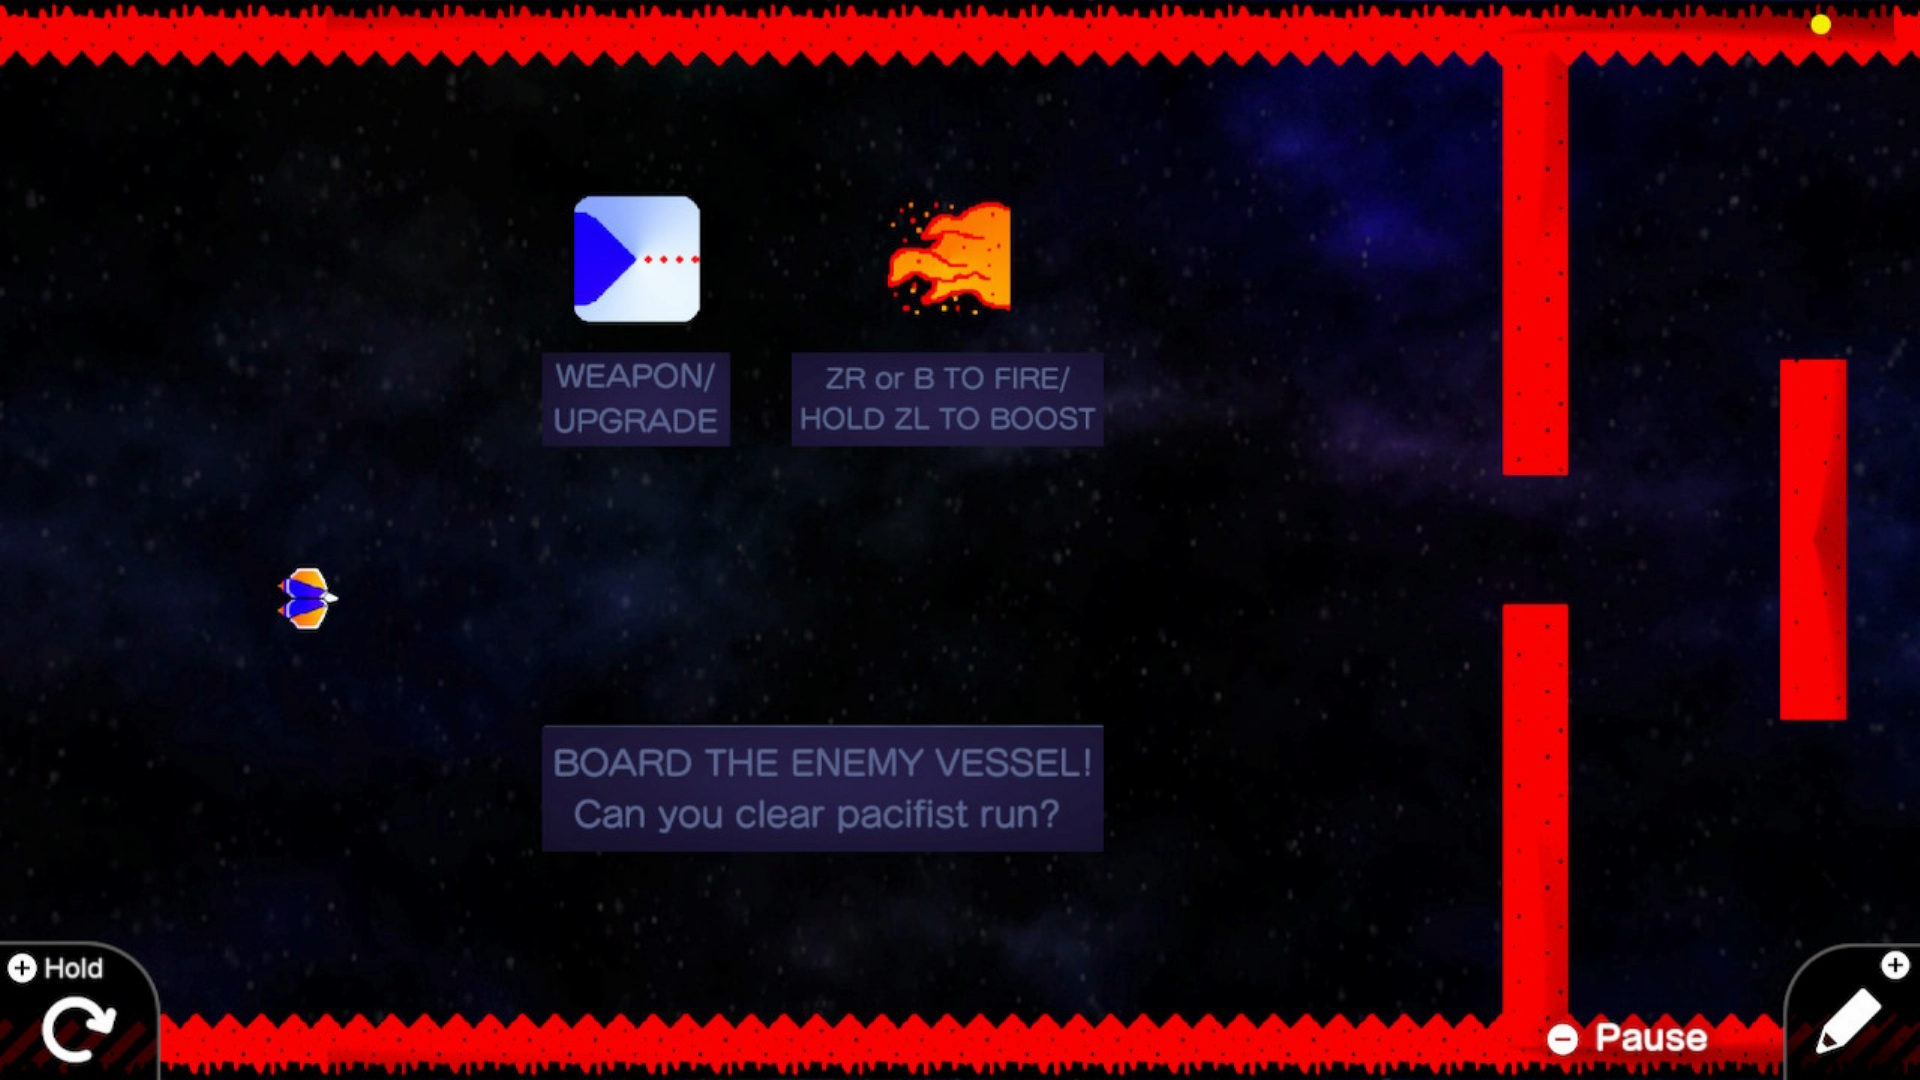 WEAPON/
UPGRADE
ZR or B TO FIRE/
HOLD ZL TO BOOST
BOARD THE ENEMY VESSEL!
Can you clear pacifist run?
Hold
Pause